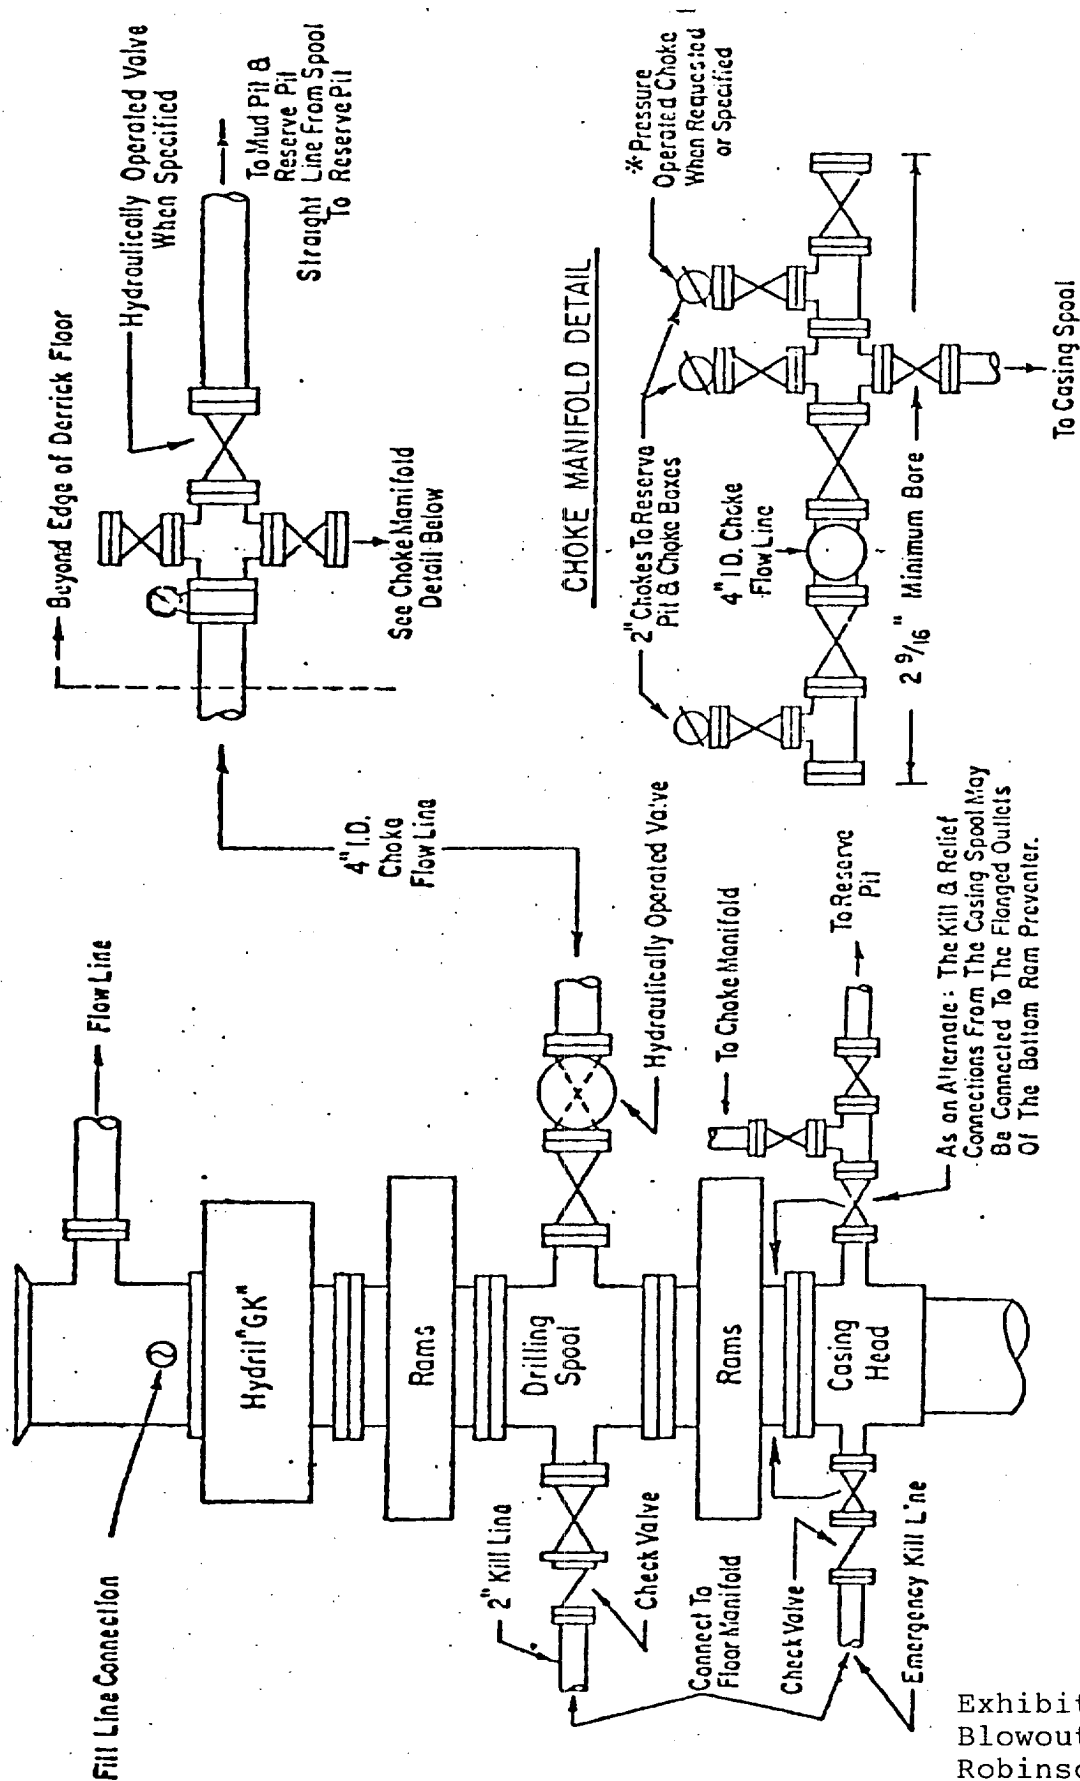 Fill Line Connection
Flow Line
Hydril "GK"
Rams
Drilling
Spool
Rams
Casing
Head
2" Kill Line
Check Valve
Connect To
Floor Manifold
Check Valve
Emergency Kill Line
4" I.D.
Choke
Flow Line
Hydraulically Operated Valve
To Choke Manifold
To Reserve
Pit
As an Alternate: The Kill & Relief
Connections From The Casing Spool May
Be Connected To The Flanged Outlets
Of The Bottom Ram Preventer.
Beyond Edge of Derrick Floor
Hydraulically Operated Valve
When Specified
To Mud Pit &
Reserve Pit
Straight Line From Spool
To Reserve Pit
See Choke Manifold
Detail Below
CHOKE MANIFOLD DETAIL
2" Chokes To Reserve
Pit & Choke Boxes
4" I.D. Choke
Flow Line
* Pressure
Operated Choke
When Requested
or Specified
2 9/16" Minimum Bore
To Casing Spool
Exhibit
Blowout
Robinso